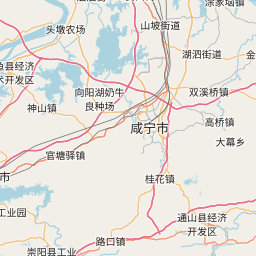 涂家垴镇
山坡街道
头墩农场
湖泗街道
鱼县经济
术开发区
向阳湖奶牛
良种场
双溪桥镇
神山镇
咸宁市
高桥镇
大幕乡
官塘驿镇
市
桂花镇
工业园
通山县经济
开发区
路口镇
崇阳县工业